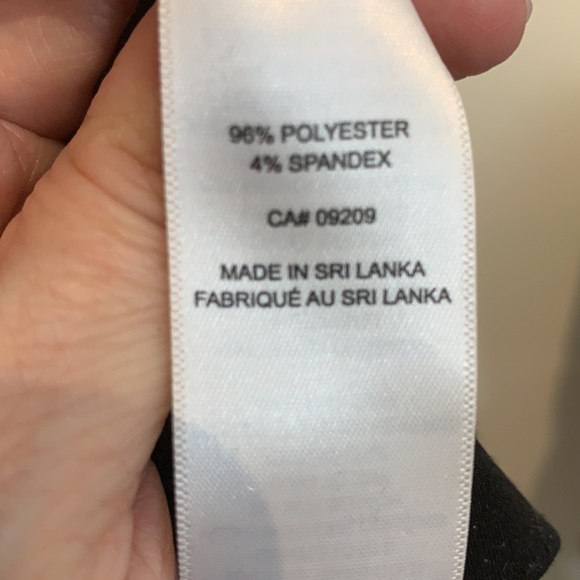 96% POLYESTER
4% SPANDEX
CA# 09209
MADE IN SRI LANKA
FABRIQUÉ AU SRI LANKA